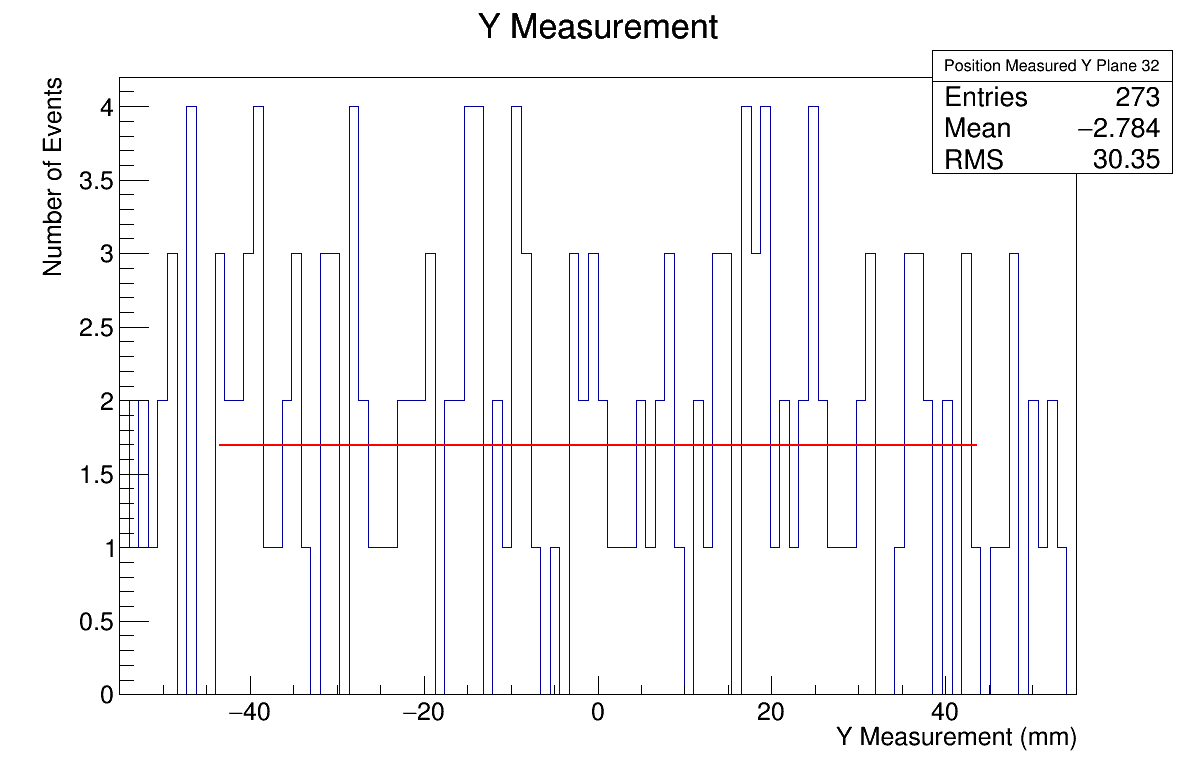 Y Measurement
Position Measured Y Plane 32
Entries 273
Mean −2.784
RMS 30.35
Number of Events
4
3.5
3
2.5
2
1.5
1
0.5
0
−40 −20 0 20 40
Y Measurement (mm)